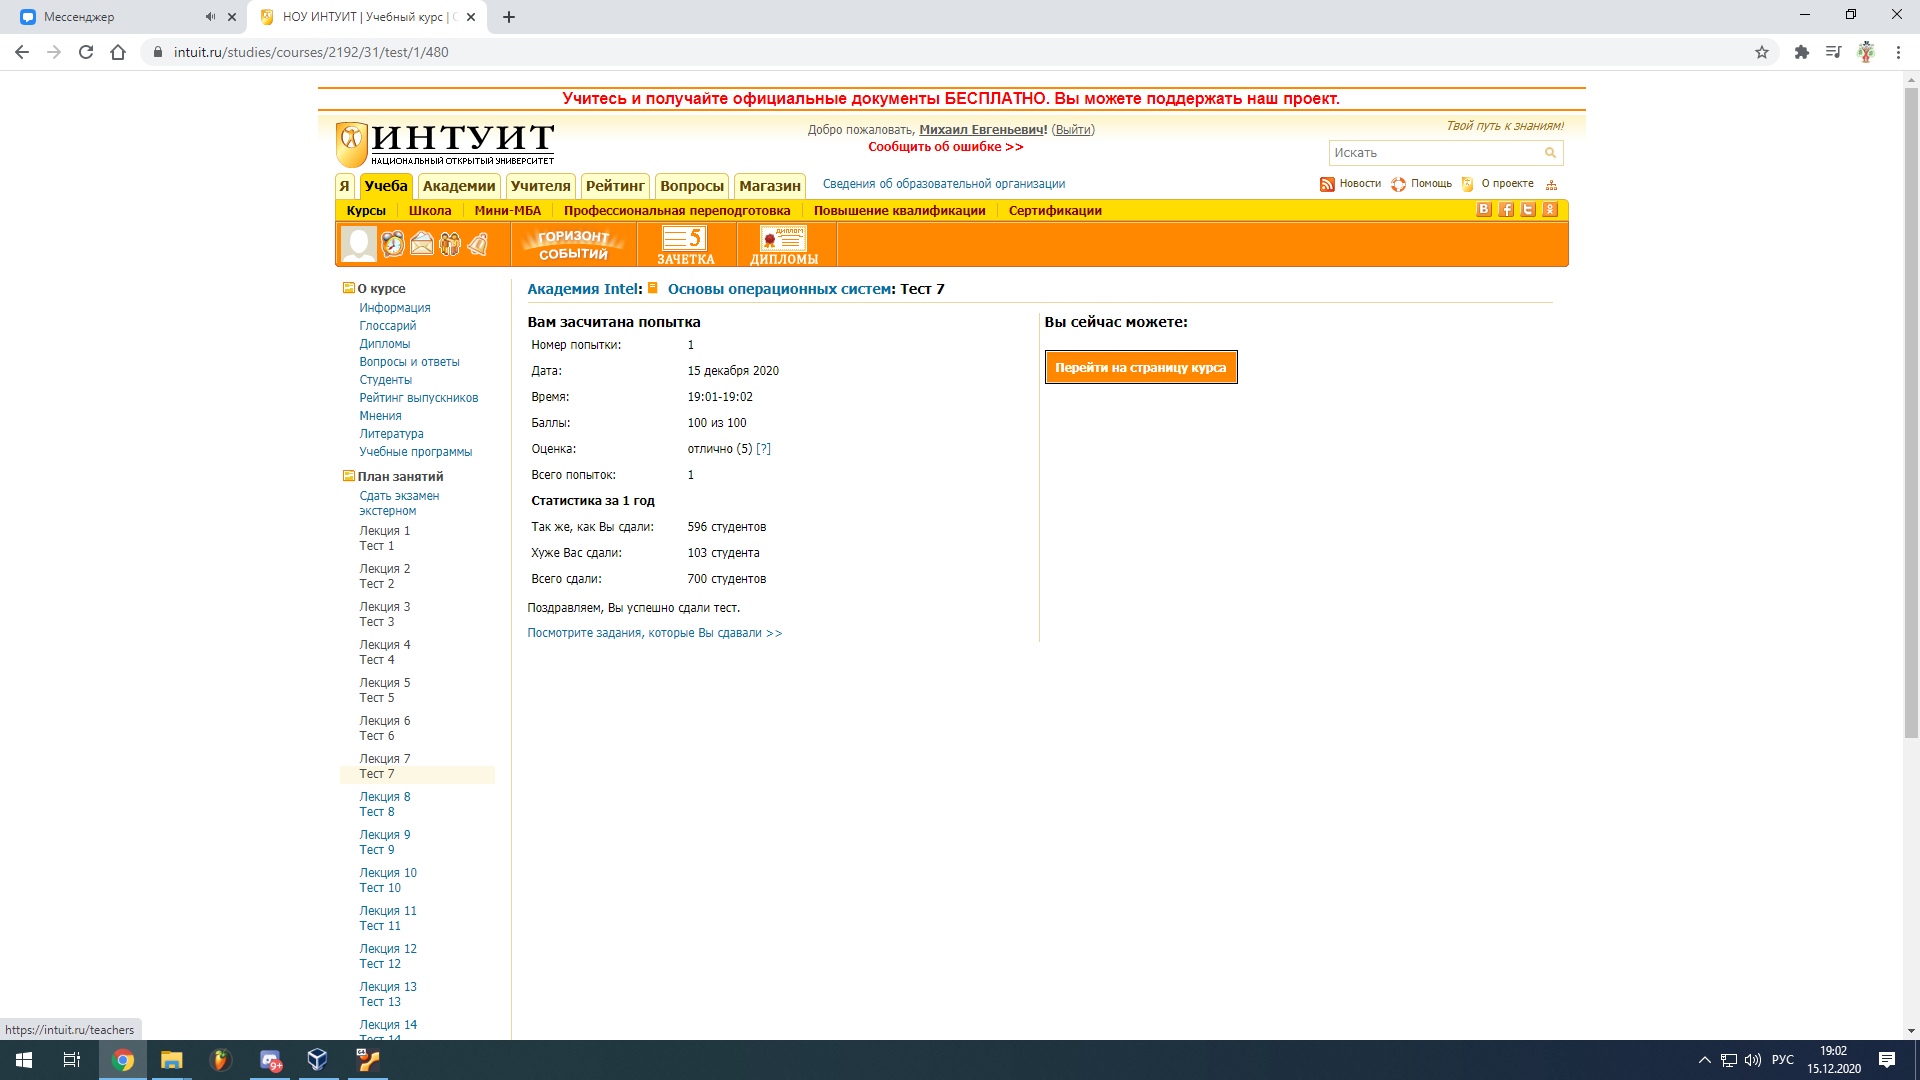 Мессенджер
НОУ ИНТУИТ | Учебный курс |
intuit.ru/studies/courses/2192/31/test/1/480
Учитесь и получайте официальные документы БЕСПЛАТНО. Вы можете поддержать наш проект.
ИНТУИТ
НАЦИОНАЛЬНЫЙ ОТКРЫТЫЙ УНИВЕРСИТЕТ
Добро пожаловать, Михаил Евгеньевич! (Выйти)
Сообщить об ошибке >>
Твой путь к знаниям!
Искать
Я Учеба Академии Учителя Рейтинг Вопросы Магазин Сведения об образовательной организации
Новости Помощь О проекте
Курсы Школа Мини-МБА Профессиональная переподготовка Повышение квалификации Сертификации
ГОРИЗОНТ СОБЫТИЙ
5 ЗАЧЕТКА
ДИПЛОМ ДИПЛОМЫ
О курсе
Информация
Глоссарий
Дипломы
Вопросы и ответы
Студенты
Рейтинг выпускников
Мнения
Литература
Учебные программы
План занятий
Сдать экзамен
экстерном
Лекция 1
Тест 1
Лекция 2
Тест 2
Лекция 3
Тест 3
Лекция 4
Тест 4
Лекция 5
Тест 5
Лекция 6
Тест 6
Лекция 7
Тест 7
Лекция 8
Тест 8
Лекция 9
Тест 9
Лекция 10
Тест 10
Лекция 11
Тест 11
Лекция 12
Тест 12
Лекция 13
Тест 13
Лекция 14
Тест 14
Академия Intel: Основы операционных систем: Тест 7
Вам засчитана попытка
Номер попытки: 1
Дата: 15 декабря 2020
Время: 19:01-19:02
Баллы: 100 из 100
Оценка: отлично (5) [?]
Всего попыток: 1
Статистика за 1 год
Так же, как Вы сдали: 596 студентов
Хуже Вас сдали: 103 студента
Всего сдали: 700 студентов
Поздравляем, Вы успешно сдали тест.
Посмотрите задания, которые Вы сдавали >>
Вы сейчас можете:
Перейти на страницу курса
https://intuit.ru/teachers
9+
64
РУС
19:02
15.12.2020